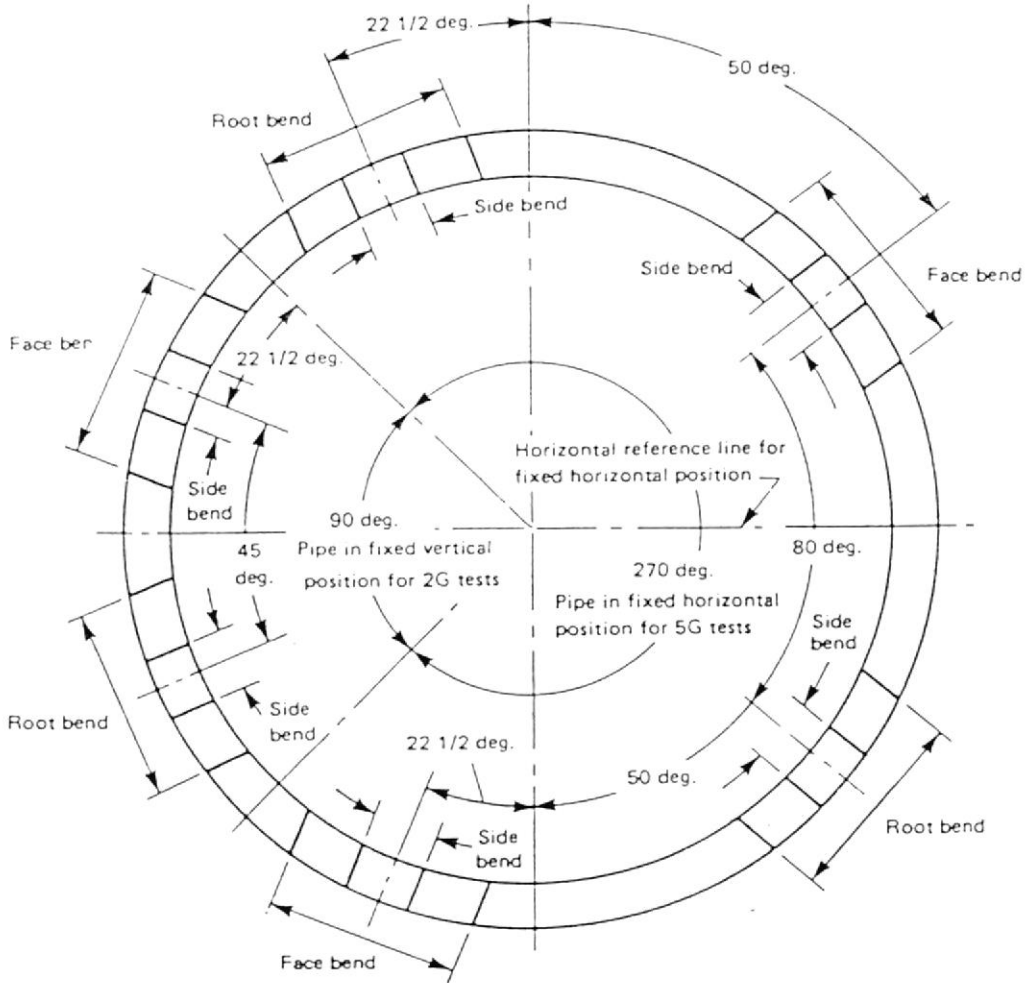 22 1/2 deg.
50 deg.
Root bend
Side bend
Side bend
Face bend
Face ber
22 1/2 deg.
Horizontal reference line for
fixed horizontal position
Side
bend
90 deg.
Pipe in fixed vertical
position for 2G tests
45
deg.
80 deg.
270 deg.
Pipe in fixed horizontal
position for 5G tests
Side
bend
Root bend
Side
bend
22 1/2 deg.
50 deg.
Side
bend
Root bend
Face bend